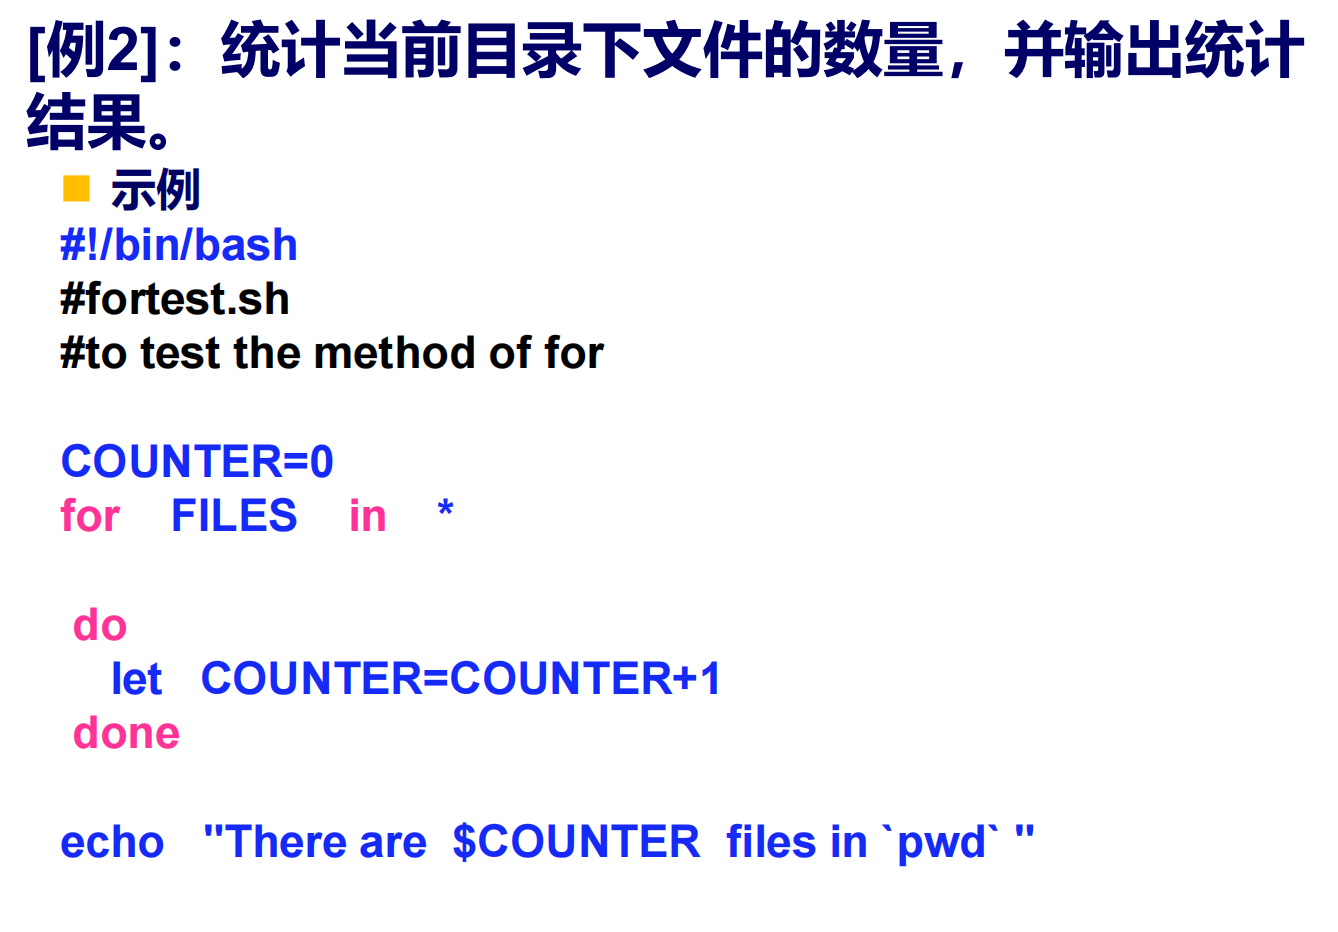 [例2]：统计当前目录下文件的数量，并输出统计
结果。
示例
#!/bin/bash
#fortest.sh
#to test the method of for
COUNTER=0
for FILES in *
do
let COUNTER=COUNTER+1
done
echo "There are $COUNTER files in `pwd` "